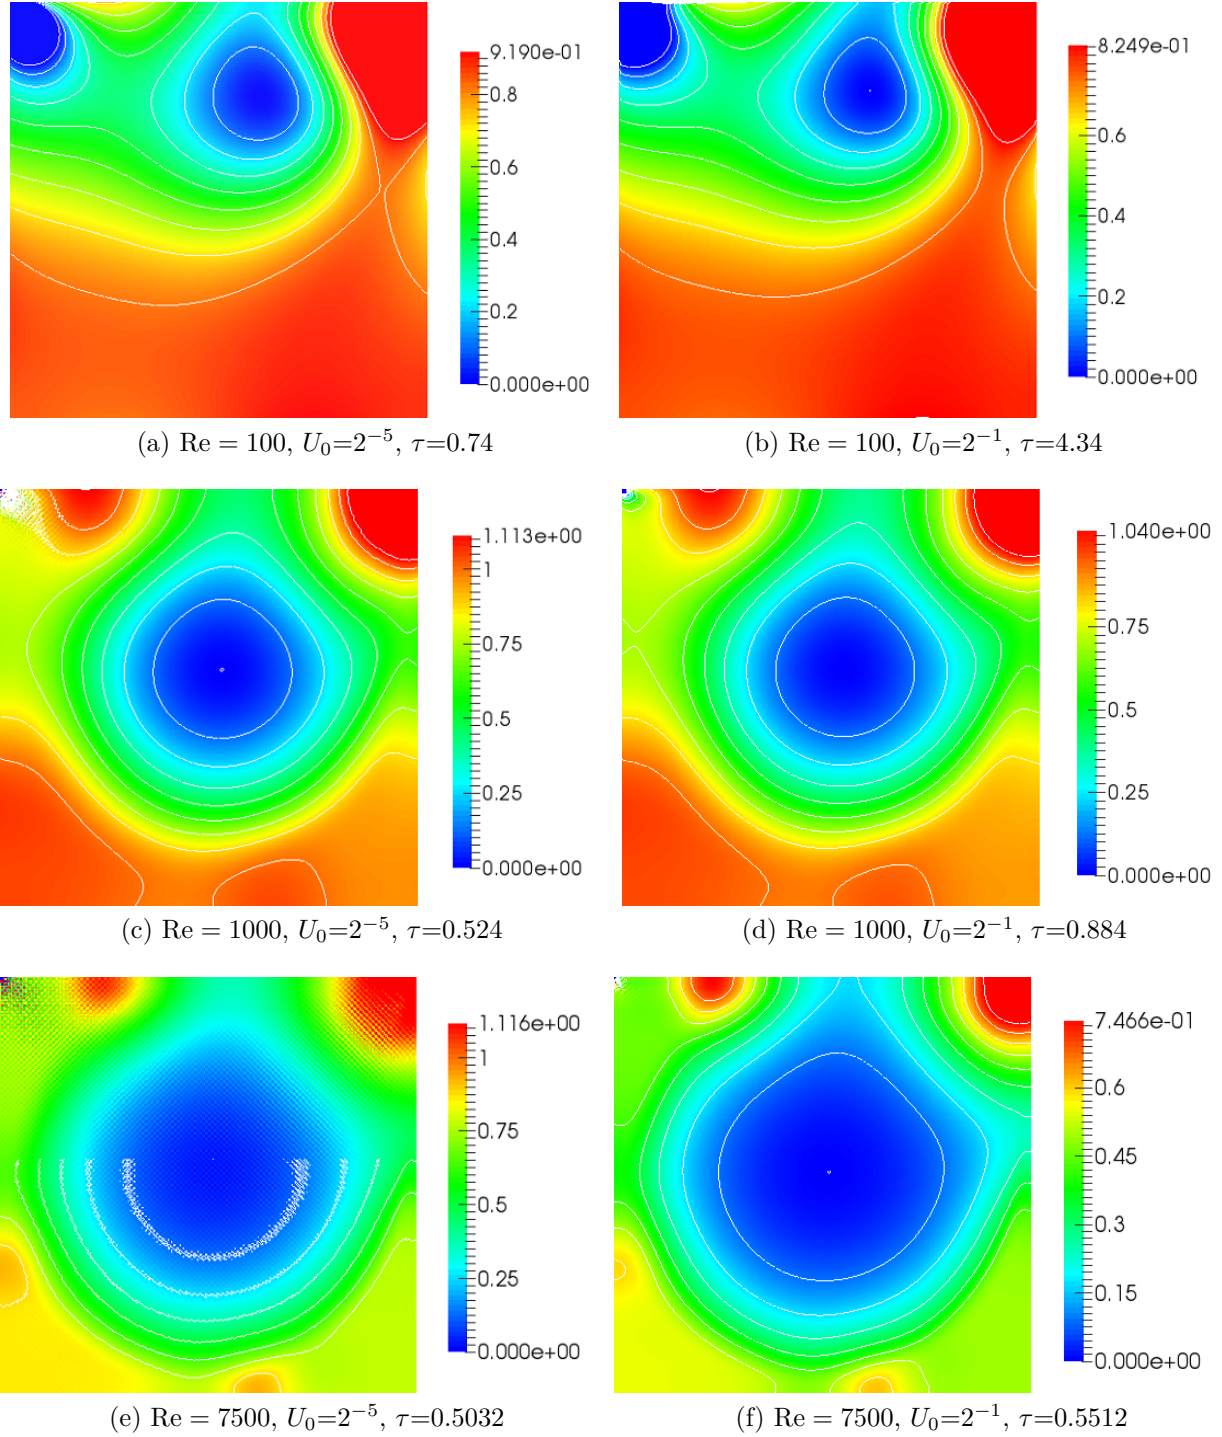 9.190e-01
0.8
0.6
0.4
0.2
0.000e+00
8.249e-01
0.6
0.4
0.2
0.000e+00
(a) Re = 100, U₀=2⁻⁵, τ=0.74
(b) Re = 100, U₀=2⁻¹, τ=4.34
1.113e+00
1
0.75
0.5
0.25
0.000e+00
1.040e+00
0.75
0.5
0.25
0.000e+00
(c) Re = 1000, U₀=2⁻⁵, τ=0.524
(d) Re = 1000, U₀=2⁻¹, τ=0.884
1.116e+00
1
0.75
0.5
0.25
0.000e+00
7.466e-01
0.6
0.45
0.3
0.15
0.000e+00
(e) Re = 7500, U₀=2⁻⁵, τ=0.5032
(f) Re = 7500, U₀=2⁻¹, τ=0.5512